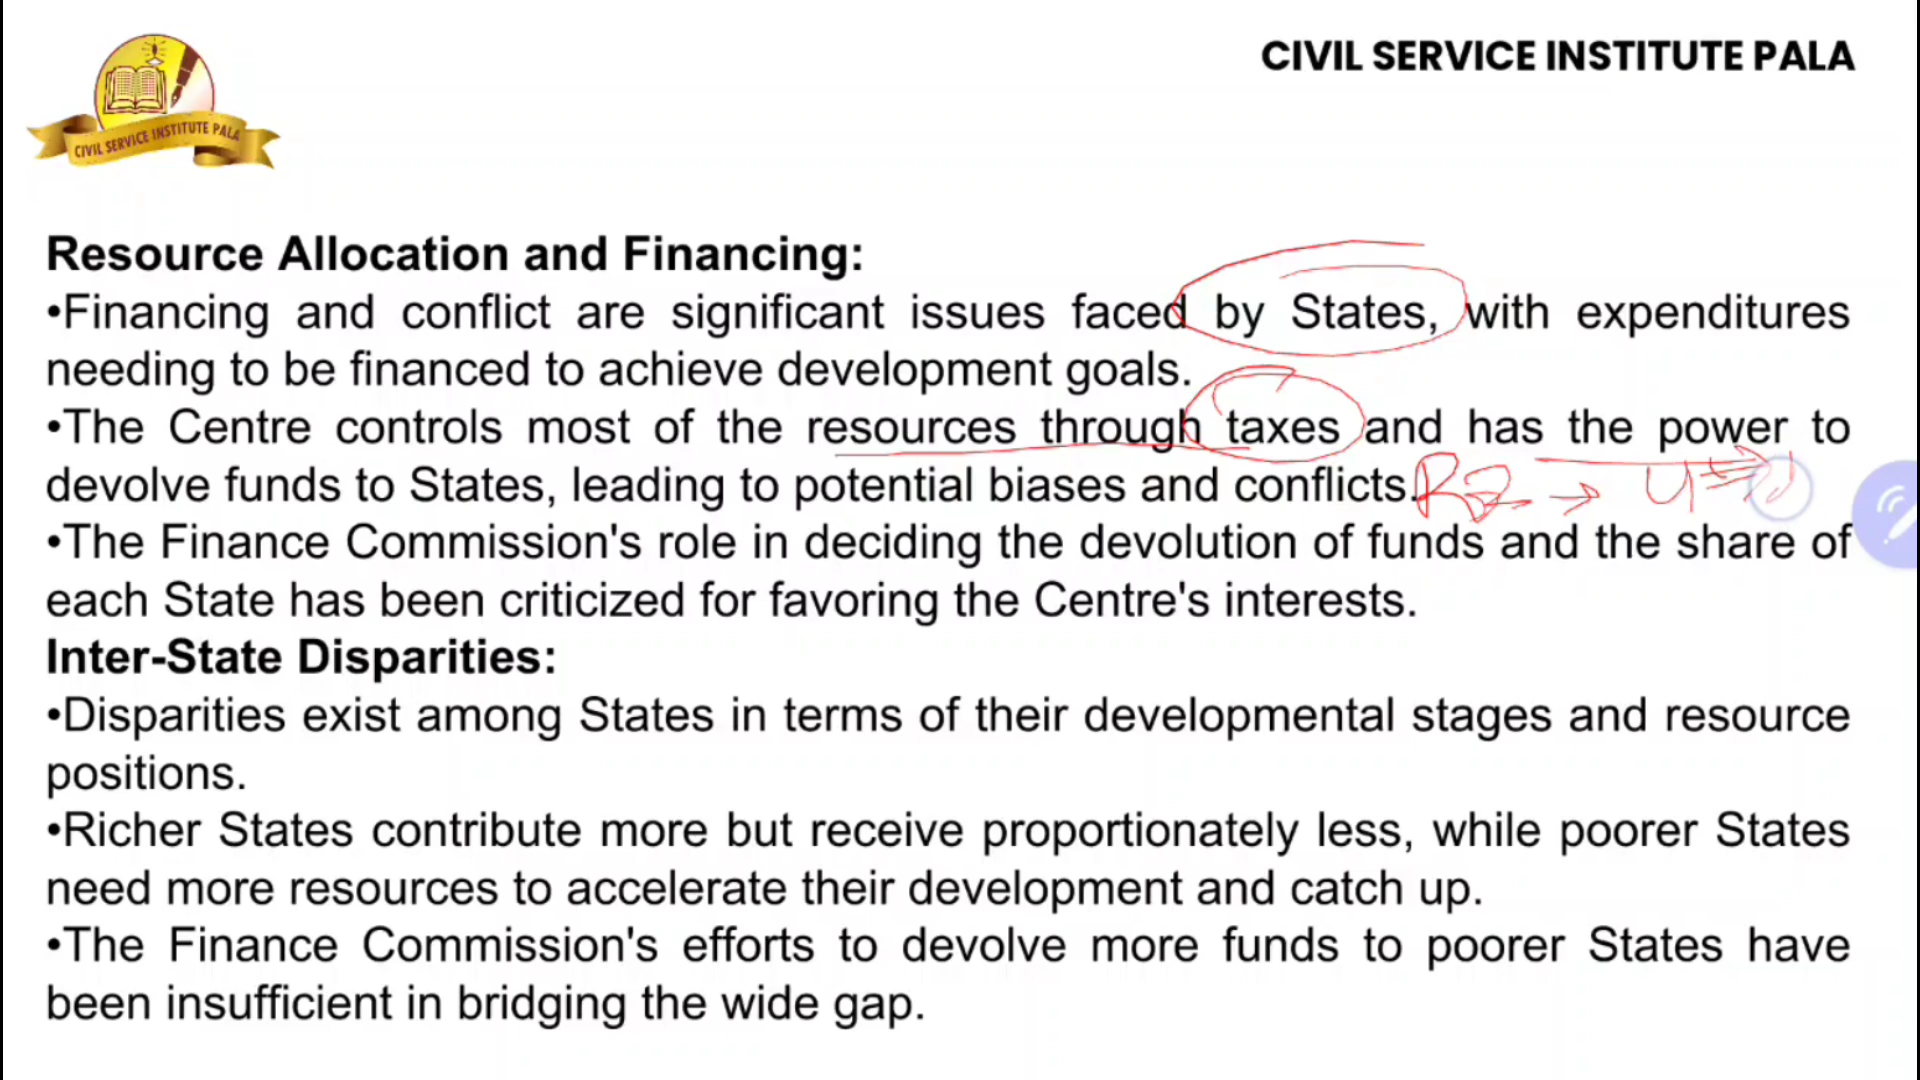 CIVIL SERVICE INSTITUTE PALA
CIVIL SERVICE INSTITUTE PALA
Resource Allocation and Financing:
•Financing and conflict are significant issues faced by States, with expenditures
needing to be financed to achieve development goals.
•The Centre controls most of the resources through taxes and has the power to
devolve funds to States, leading to potential biases and conflicts.
•The Finance Commission's role in deciding the devolution of funds and the share of
each State has been criticized for favoring the Centre's interests.
Inter-State Disparities:
•Disparities exist among States in terms of their developmental stages and resource
positions.
•Richer States contribute more but receive proportionately less, while poorer States
need more resources to accelerate their development and catch up.
•The Finance Commission's efforts to devolve more funds to poorer States have
been insufficient in bridging the wide gap.